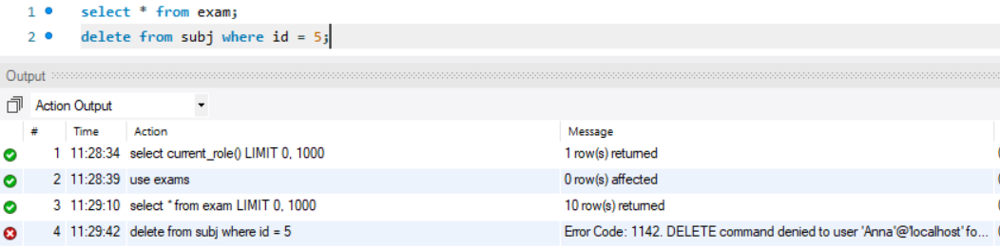 1 select * from exam;
2 delete from subj where id = 5;
Output
Action Output
# Time Action Message
1 11:28:34 select current_role() LIMIT 0, 1000 1 row(s) returned
2 11:28:39 use exams 0 row(s) affected
3 11:29:10 select * from exam LIMIT 0, 1000 10 row(s) returned
4 11:29:42 delete from subj where id = 5 Error Code: 1142. DELETE command denied to user 'Anna'@'localhost' fo...